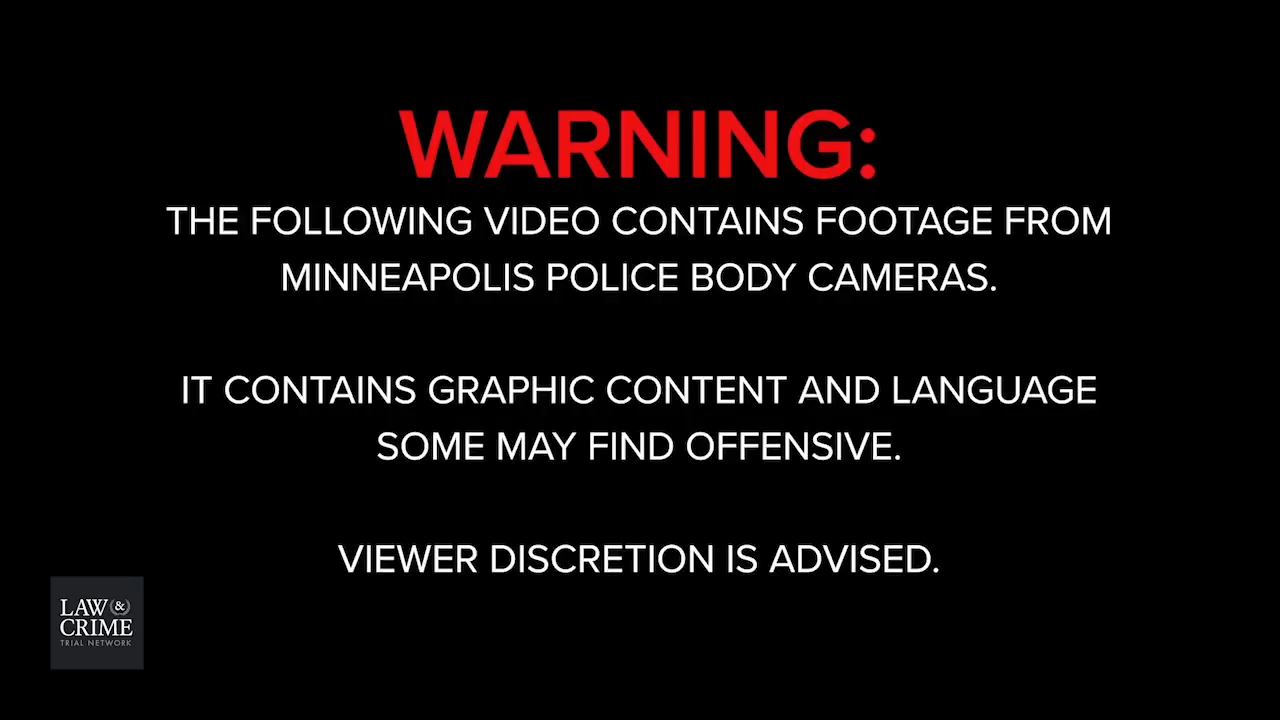 WARNING:
THE FOLLOWING VIDEO CONTAINS FOOTAGE FROM
MINNEAPOLIS POLICE BODY CAMERAS.
IT CONTAINS GRAPHIC CONTENT AND LANGUAGE
SOME MAY FIND OFFENSIVE.
VIEWER DISCRETION IS ADVISED.
LAW &
CRIME
TRIAL NETWORK